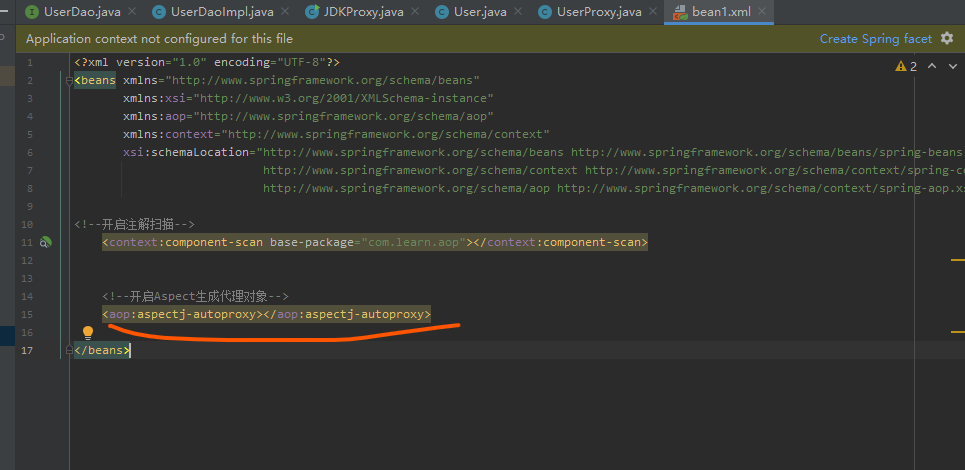 UserDao.java
UserDaoImpl.java
JDKProxy.java
User.java
UserProxy.java
bean1.xml
Application context not configured for this file
Create Spring facet
2
1 <?xml version="1.0" encoding="UTF-8"?>
2 <beans xmlns="http://www.springframework.org/schema/beans"
3 xmlns:xsi="http://www.w3.org/2001/XMLSchema-instance"
4 xmlns:aop="http://www.springframework.org/schema/aop"
5 xmlns:context="http://www.springframework.org/schema/context"
6 xsi:schemaLocation="http://www.springframework.org/schema/beans http://www.springframework.org/schema/beans/spring-beans
7 http://www.springframework.org/schema/context http://www.springframework.org/schema/context/spring-c
8 http://www.springframework.org/schema/aop http://www.springframework.org/schema/context/spring-aop.x
9
10 <!--开启注解扫描-->
11 <context:component-scan base-package="com.learn.aop"></context:component-scan>
12
13
14 <!--开启Aspect生成代理对象-->
15 <aop:aspectj-autoproxy></aop:aspectj-autoproxy>
16
17 </beans>